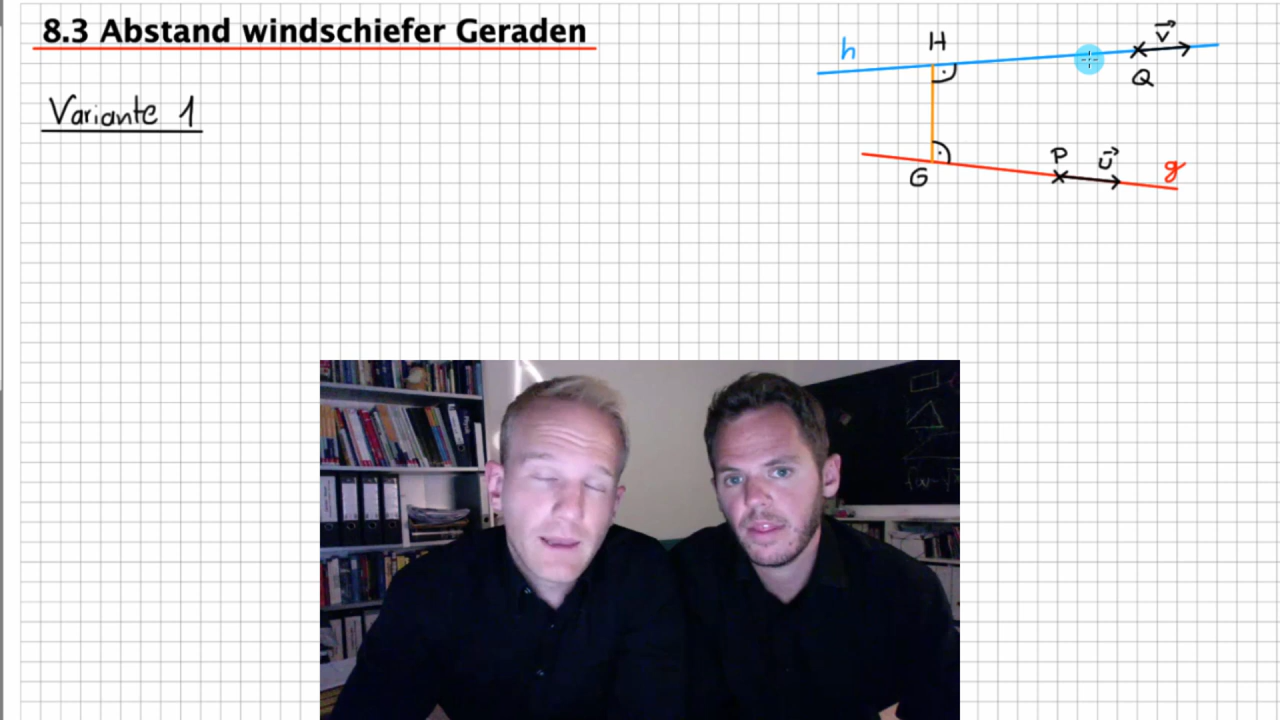 8.3 Abstand windschiefer Geraden
Variante 1
h
H
v⃗
Q
P
u⃗
g
G